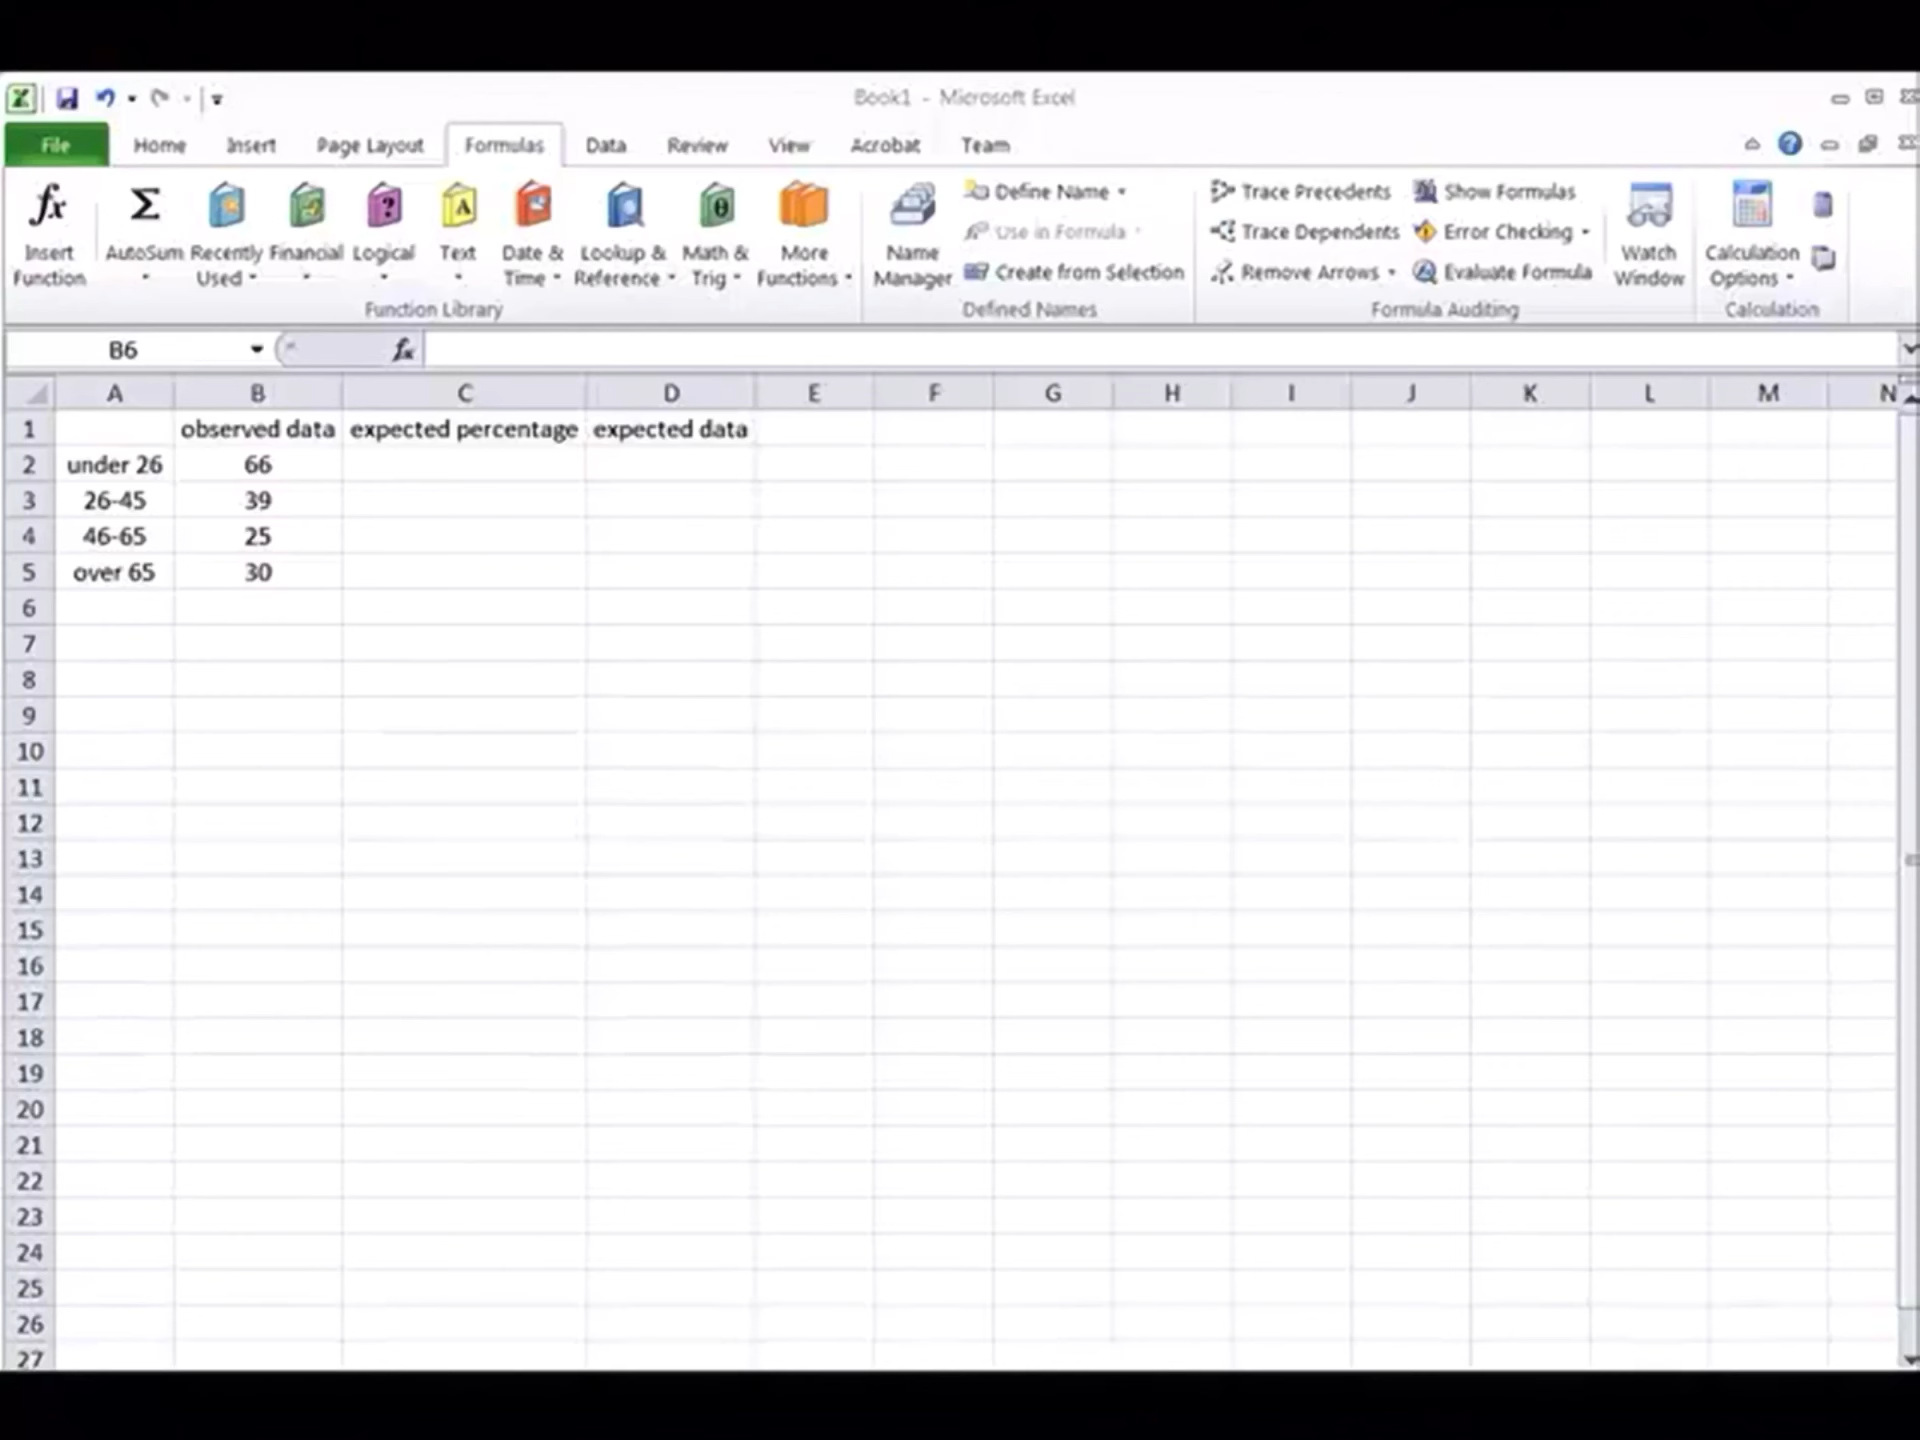 Book1 - Microsoft Excel
File Home Insert Page Layout Formulas Data Review View Acrobat Team
fx Σ ? A θ
Insert Function AutoSum Recently Used Financial Logical Text Date & Time Lookup & Reference Math & Trig More Functions
Function Library
Name Manager Define Name
Use in Formula
Create from Selection
Defined Names
Trace Precedents Show Formulas
Trace Dependents Error Checking
Remove Arrows Evaluate Formula
Watch Window
Formula Auditing
Calculation Options
Calculation
B6 fx
A B C D E F G H I J K L M N
1 observed data expected percentage expected data
2 under 26 66
3 26-45 39
4 46-65 25
5 over 65 30
6
7
8
9
10
11
12
13
14
15
16
17
18
19
20
21
22
23
24
25
26
27